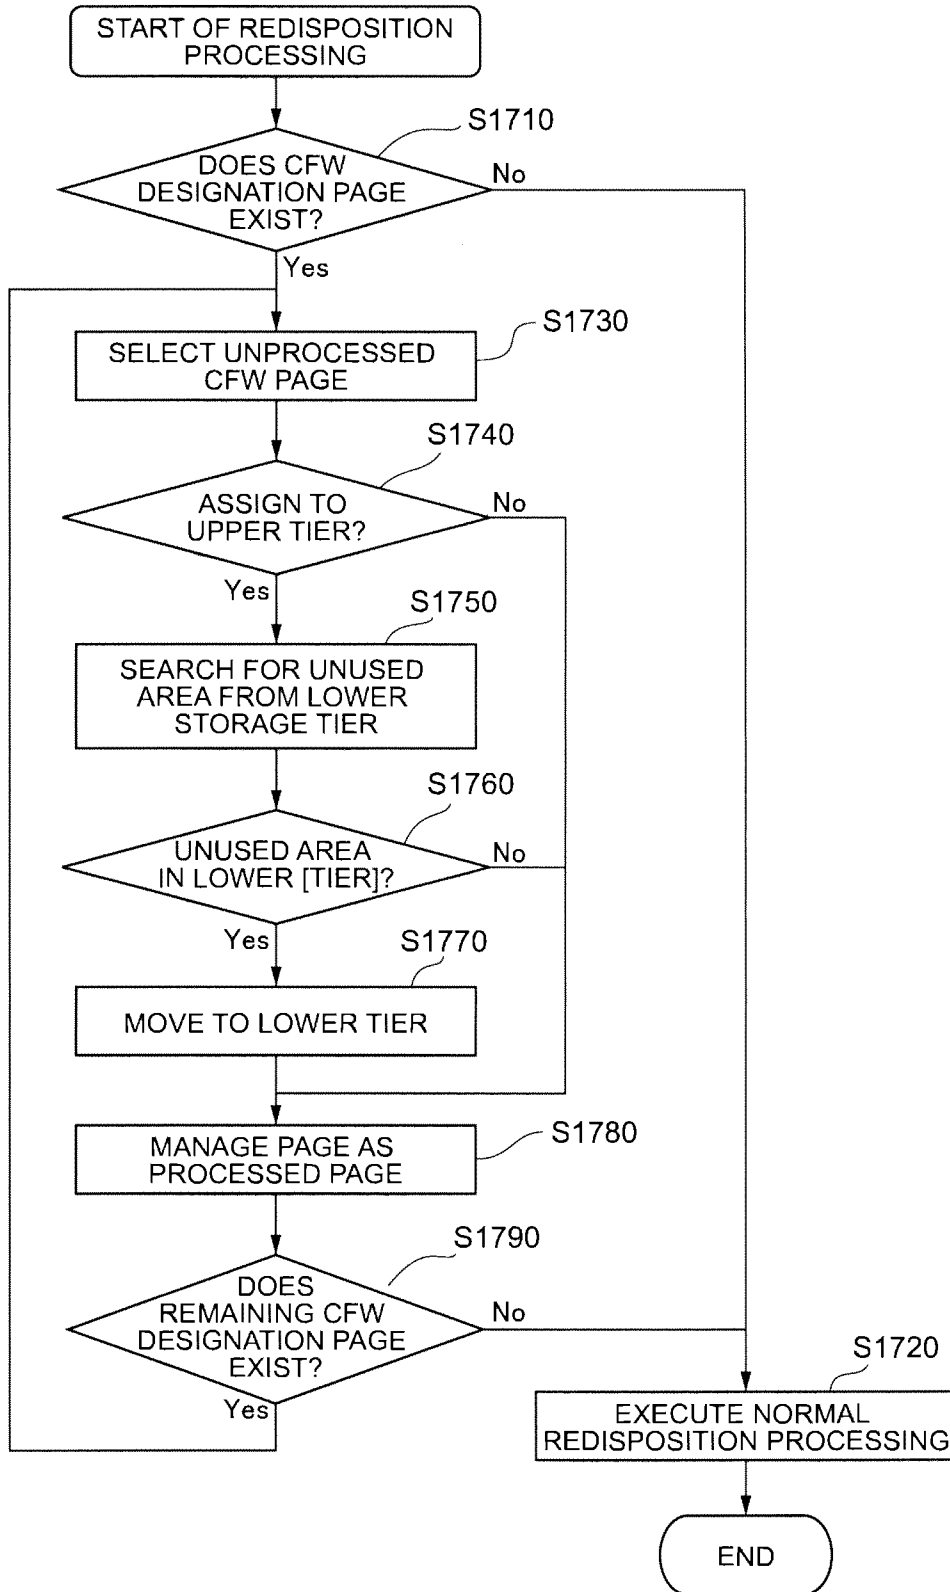 START OF REDISPOSITION
PROCESSING
S1710
DOES CFW
DESIGNATION PAGE
EXIST?
No
Yes
S1730
SELECT UNPROCESSED
CFW PAGE
S1740
ASSIGN TO
UPPER TIER?
No
Yes
S1750
SEARCH FOR UNUSED
AREA FROM LOWER
STORAGE TIER
S1760
UNUSED AREA
IN LOWER [TIER]?
No
Yes
S1770
MOVE TO LOWER TIER
S1780
MANAGE PAGE AS
PROCESSED PAGE
S1790
DOES
REMAINING CFW
DESIGNATION PAGE
EXIST?
No
Yes
S1720
EXECUTE NORMAL
REDISPOSITION PROCESSING
END